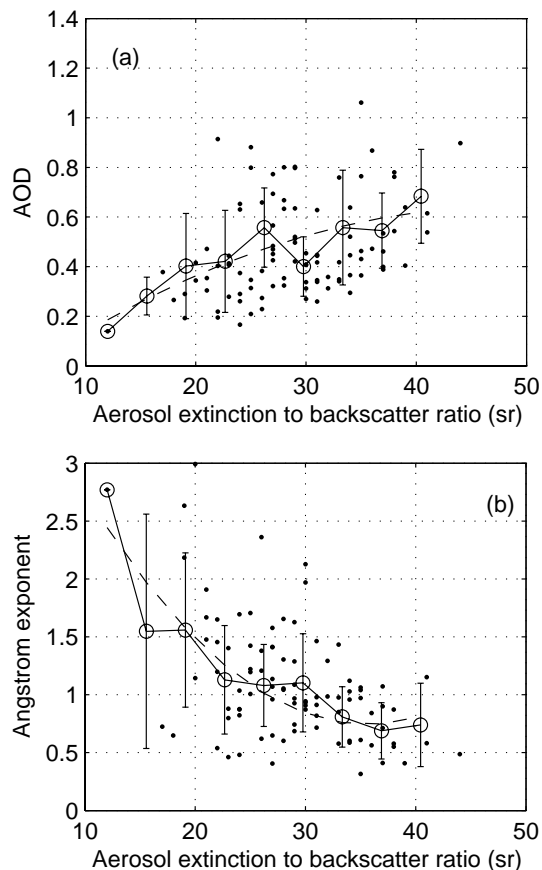 1.4
1.2
1
0.8
0.6
0.4
0.2
0
AOD
(a)
10 20 30 40 50
Aerosol extinction to backscatter ratio (sr)
3
2.5
2
1.5
1
0.5
0
Angstrom exponent
(b)
10 20 30 40 50
Aerosol extinction to backscatter ratio (sr)